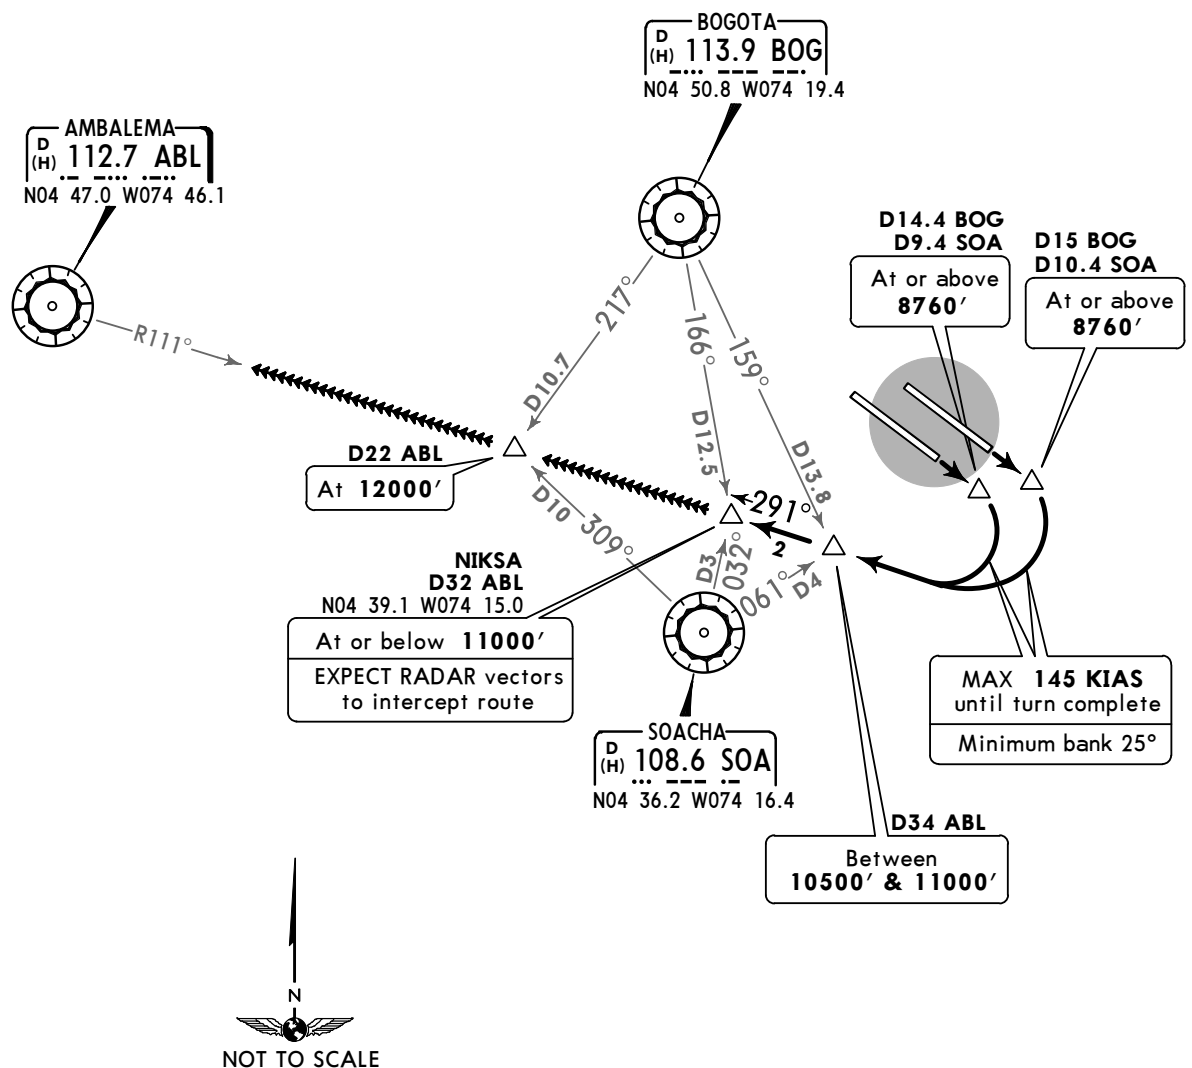 BOGOTA
D
(H) 113.9 BOG
N04 50.8 W074 19.4
AMBALEMA
D
(H) 112.7 ABL
N04 47.0 W074 46.1
D14.4 BOG
D9.4 SOA
At or above
8760′
D15 BOG
D10.4 SOA
At or above
8760′
R111°
217°
D10.7
166°
D12.5
159°
D13.8
D22 ABL
At 12000′
D10
309°
291°
2
D3
032°
061°
D4
NIKSA
D32 ABL
N04 39.1 W074 15.0
At or below 11000′
EXPECT RADAR vectors
to intercept route
MAX 145 KIAS
until turn complete
Minimum bank 25°
SOACHA
D
(H) 108.6 SOA
N04 36.2 W074 16.4
D34 ABL
Between
10500′ & 11000′
N
NOT TO SCALE